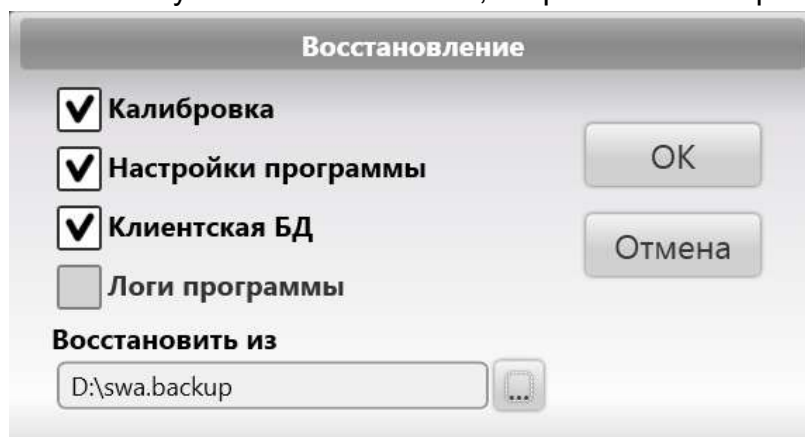 Восстановление
Калибровка
Настройки программы
Клиентская БД
Логи программы
OK
Отмена
Восстановить из
D:\swa.backup
...